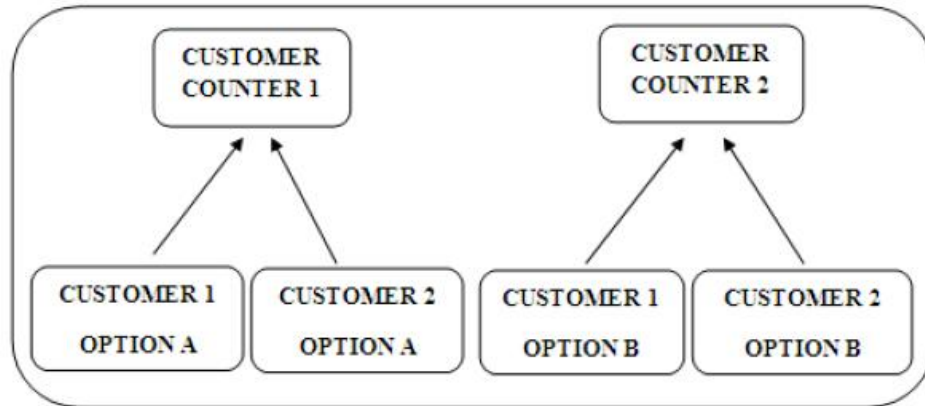 CUSTOMER
COUNTER 1
CUSTOMER
COUNTER 2
CUSTOMER 1
OPTION A
CUSTOMER 2
OPTION A
CUSTOMER 1
OPTION B
CUSTOMER 2
OPTION B